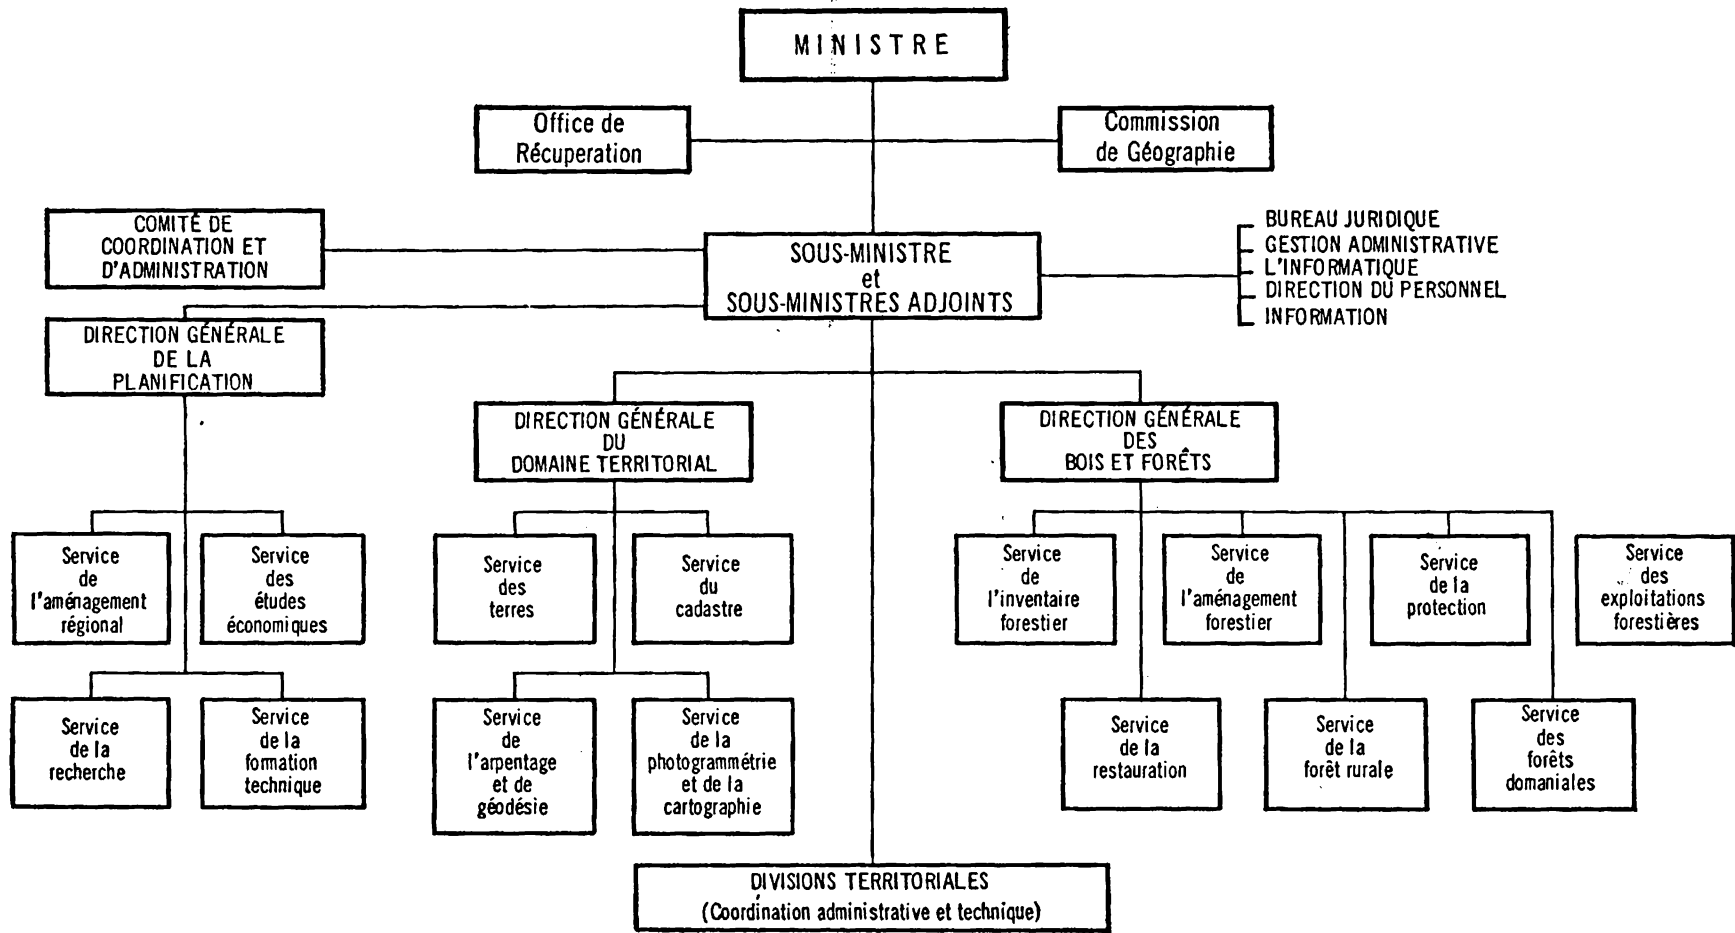 MINISTRE
Office de
Récuperation
Commission
de Géographie
COMITÉ DE
COORDINATION ET
D'ADMINISTRATION
SOUS-MINISTRE
et
SOUS-MINISTRES ADJOINTS
BUREAU JURIDIQUE
GESTION ADMINISTRATIVE
L'INFORMATIQUE
DIRECTION DU PERSONNEL
INFORMATION
DIRECTION GÉNÉRALE
DE LA
PLANIFICATION
DIRECTION GÉNÉRALE
DU
DOMAINE TERRITORIAL
DIRECTION GÉNÉRALE
DES
BOIS ET FORÊTS
Service
de
l'aménagement
régional
Service
des
études
économiques
Service
des
terres
Service
du
cadastre
Service
de
l'inventaire
forestier
Service
de
l'aménagement
forestier
Service
de la
protection
Service
des
exploitations
forestières
Service
de la
recherche
Service
de la
formation
technique
Service
de
l'arpentage
et de
géodésie
Service
de la
photogrammétrie
et de la
cartographie
Service
de la
restauration
Service
de la
forêt rurale
Service
des
forêts
domaniales
DIVISIONS TERRITORIALES
(Coordination administrative et technique)